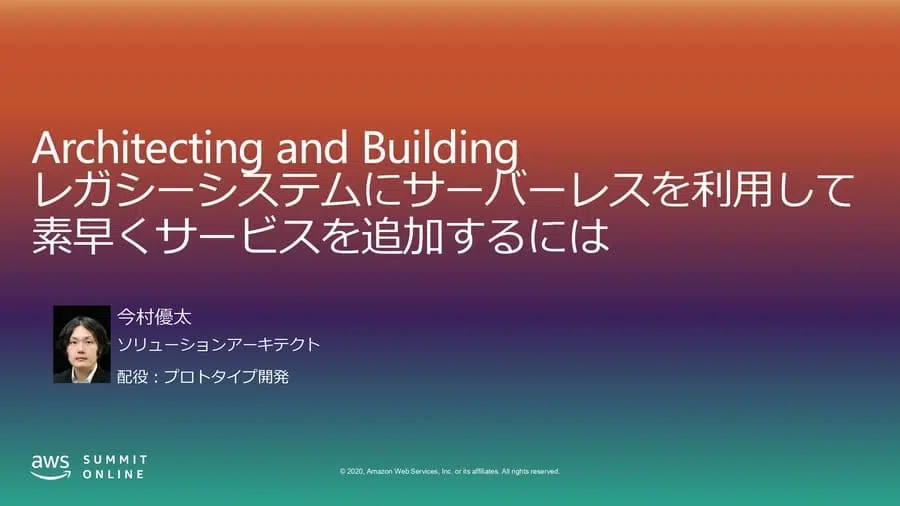 Architecting and Building
レガシーシステムにサーバーレスを利用して
素早くサービスを追加するには
今村優太
ソリューションアーキテクト
配役：プロトタイプ開発
aws SUMMIT
ONLINE
© 2020, Amazon Web Services, Inc. or its affiliates. All rights reserved.